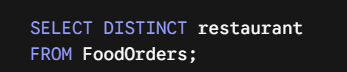 SELECT DISTINCT restaurant
FROM FoodOrders;